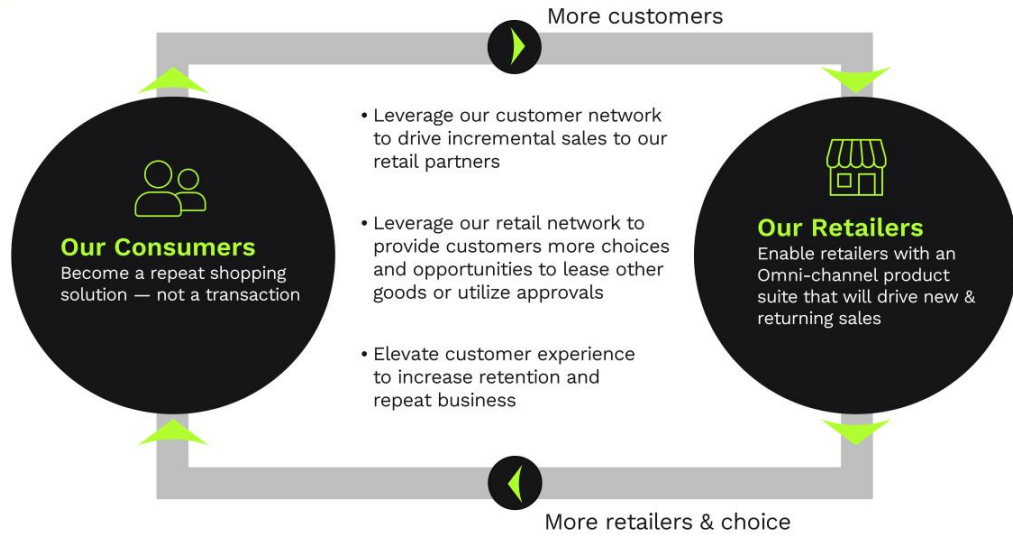 More customers
• Leverage our customer network
to drive incremental sales to our
retail partners
• Leverage our retail network to
provide customers more choices
and opportunities to lease other
goods or utilize approvals
• Elevate customer experience
to increase retention and
repeat business
Our Consumers
Become a repeat shopping
solution — not a transaction
Our Retailers
Enable retailers with an
Omni-channel product
suite that will drive new &
returning sales
More retailers & choice